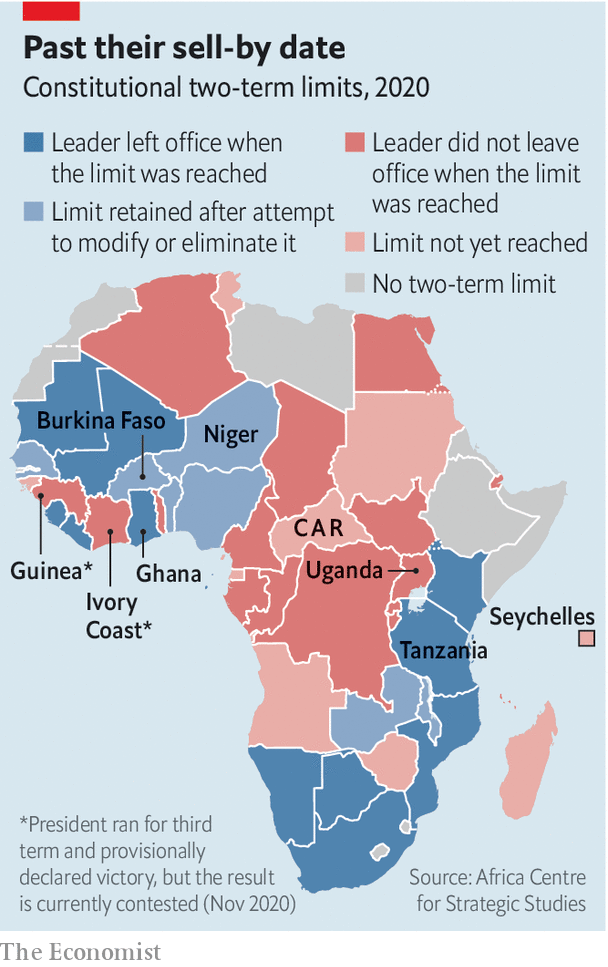 Past their sell-by date
Constitutional two-term limits, 2020
Leader left office when
the limit was reached
Limit retained after attempt
to modify or eliminate it
Leader did not leave
office when the limit
was reached
Limit not yet reached
No two-term limit
Burkina Faso
Niger
CAR
Guinea*
Ghana
Ivory
Coast*
Uganda
Seychelles
Tanzania
*President ran for third
term and provisionally
declared victory, but the result
is currently contested (Nov 2020)
Source: Africa Centre
for Strategic Studies
The Economist